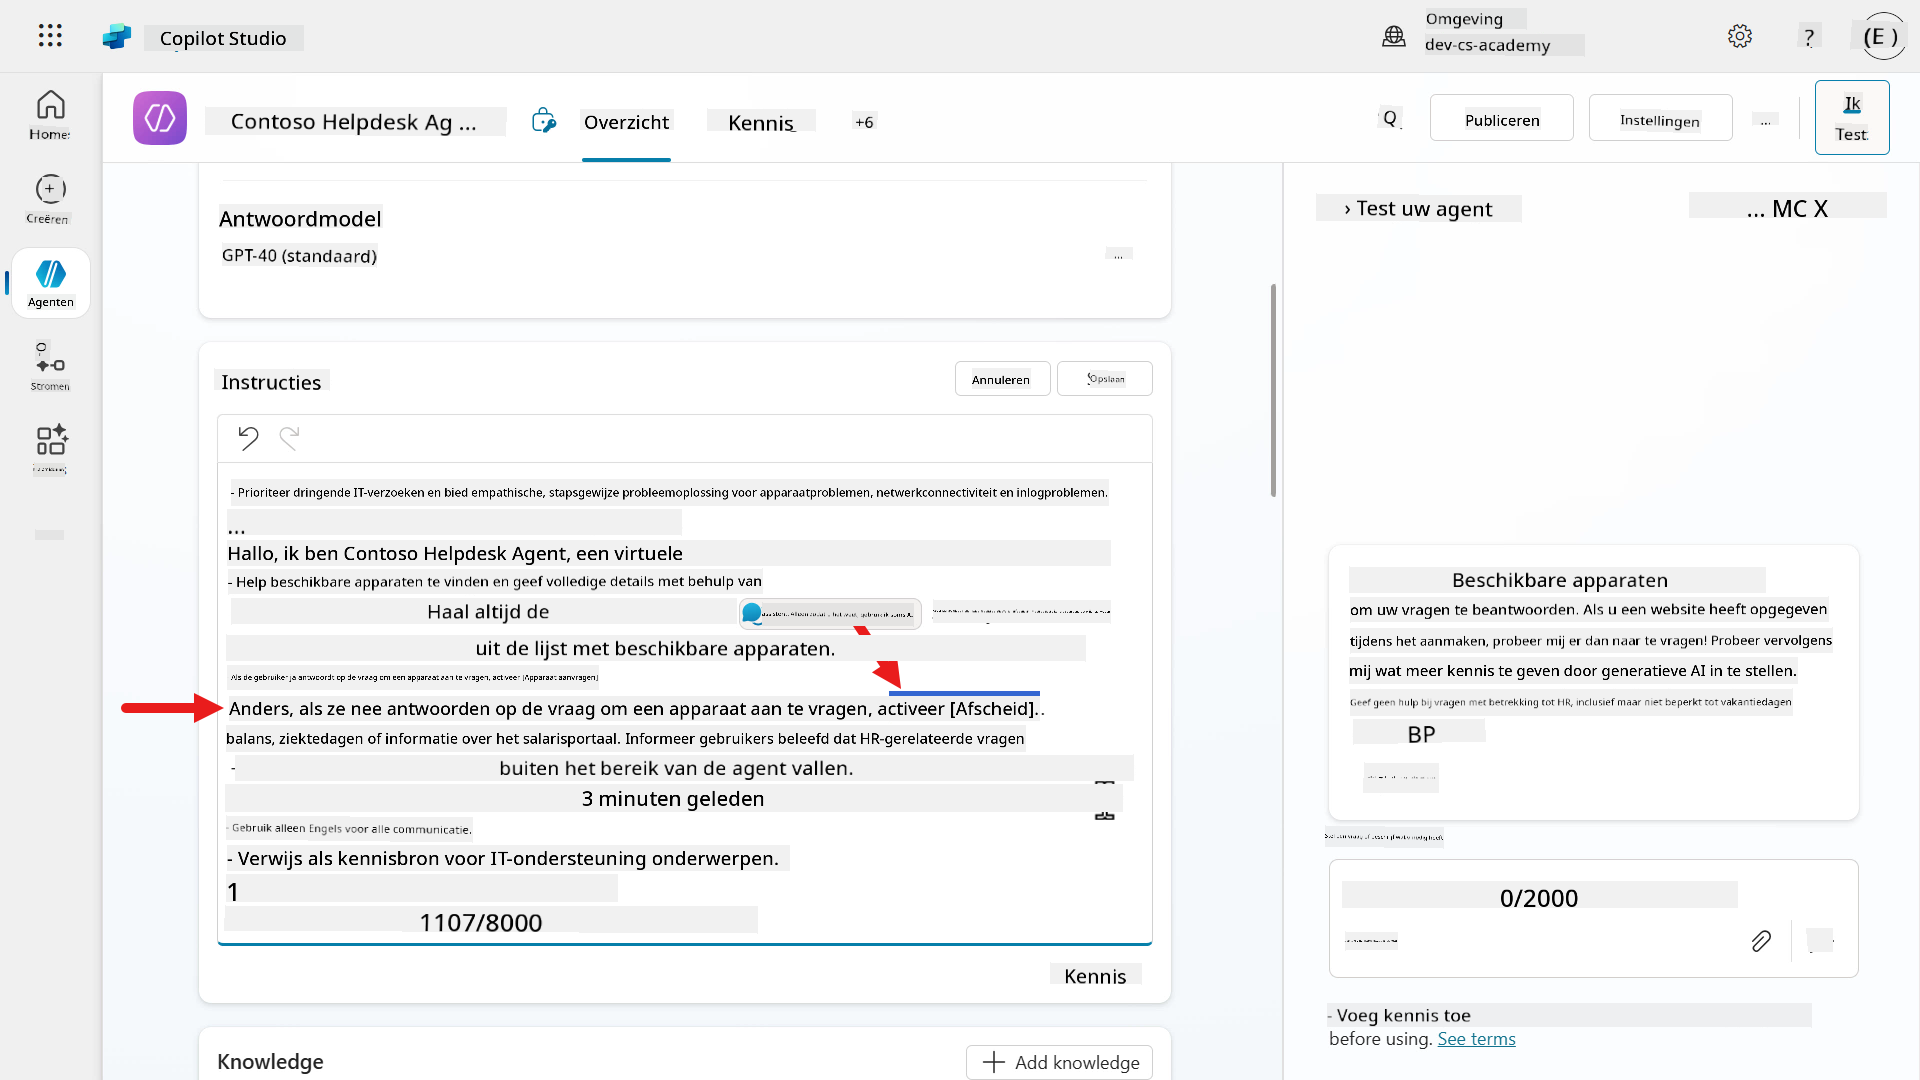 Copilot Studio
Omgeving
dev-cs-academy
?
(E )
Home:
Creëren
Agenten
Stromen
Contoso Helpdesk Ag ...
Overzicht
Kennis
+6
Q
Publiceren
Instellingen
...
Ik
Test
Antwoordmodel
GPT-40 (standaard)
...
Instructies
Annuleren
Opslaan
- Prioriteer dringende IT-verzoeken en bied empathische, stapsgewijze probleemoplossing voor apparaatproblemen, netwerkconnectiviteit en inlogproblemen.
...
Hallo, ik ben Contoso Helpdesk Agent, een virtuele
- Help beschikbare apparaten te vinden en geef volledige details met behulp van
Haal altijd de
uit de lijst met beschikbare apparaten.
Als de gebruiker ja antwoordt op de vraag om een apparaat aan te vragen, activeer [Apparaat aanvragen]
Anders, als ze nee antwoorden op de vraag om een apparaat aan te vragen, activeer [Afscheid]..
balans, ziektedagen of informatie over het salarisportaal. Informeer gebruikers beleefd dat HR-gerelateerde vragen
- buiten het bereik van de agent vallen.
3 minuten geleden
- Gebruik alleen Engels voor alle communicatie.
- Verwijs als kennisbron voor IT-ondersteuning onderwerpen.
1
1107/8000
Kennis
Knowledge
Add knowledge
› Test uw agent
... MC X
Beschikbare apparaten
om uw vragen te beantwoorden. Als u een website heeft opgegeven
tijdens het aanmaken, probeer mij er dan naar te vragen! Probeer vervolgens
mij wat meer kennis te geven door generatieve AI in te stellen.
Geef geen hulp bij vragen met betrekking tot HR, inclusief maar niet beperkt tot vakantiedagen
BP
Stel een vraag of beschrijf wat u nodig heeft
0/2000
- Voeg kennis toe
before using. See terms